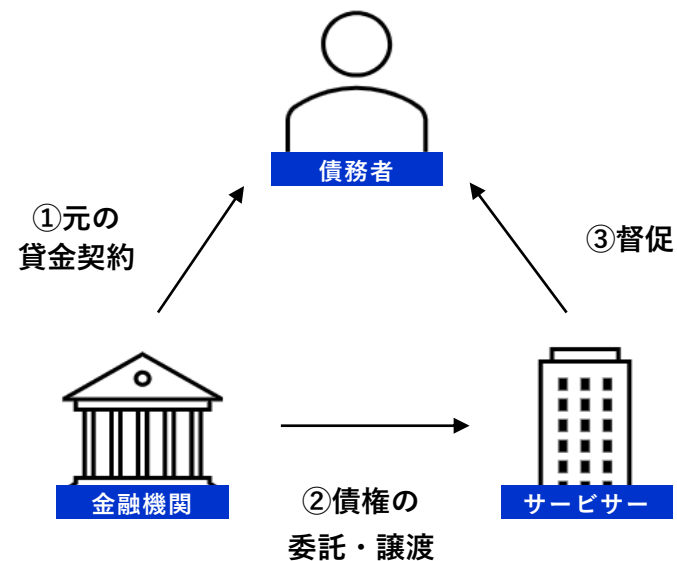 債務者
①元の
貸金契約
③督促
金融機関
②債権の
委託・譲渡
サービサー